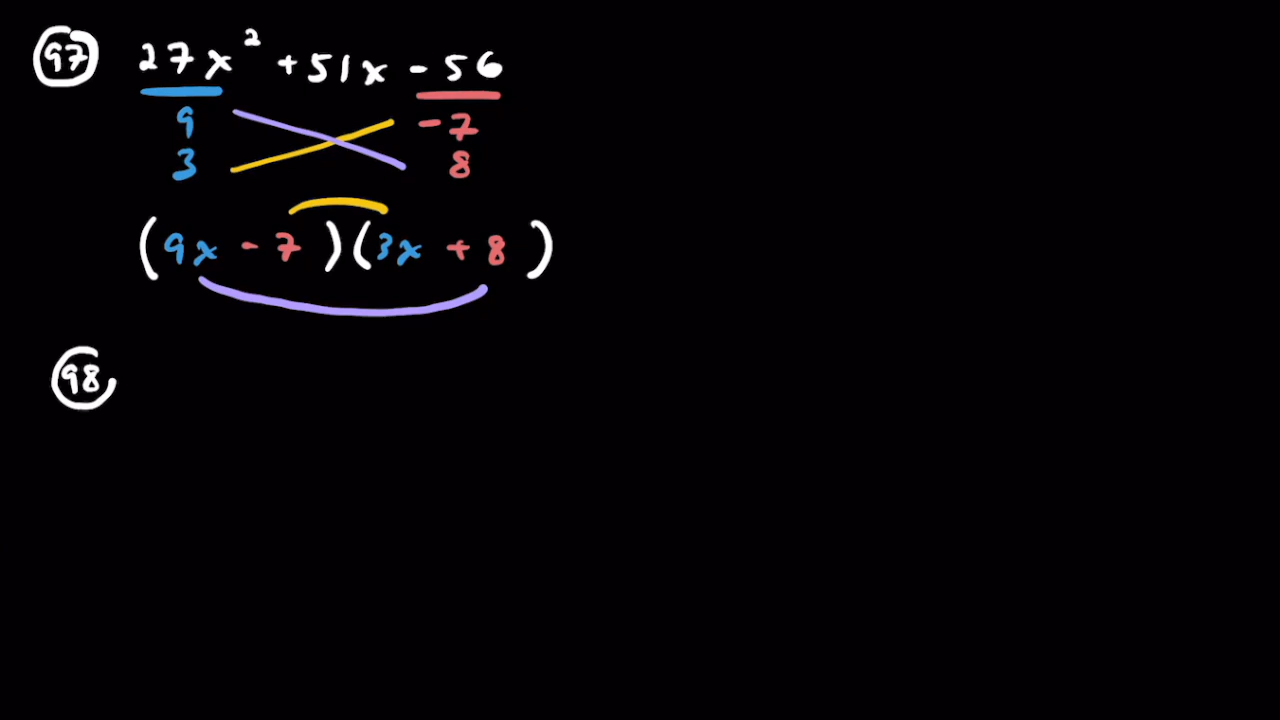 97 27x² + 51x - 56
9 -7
3 8
(9x - 7)(3x + 8)
98